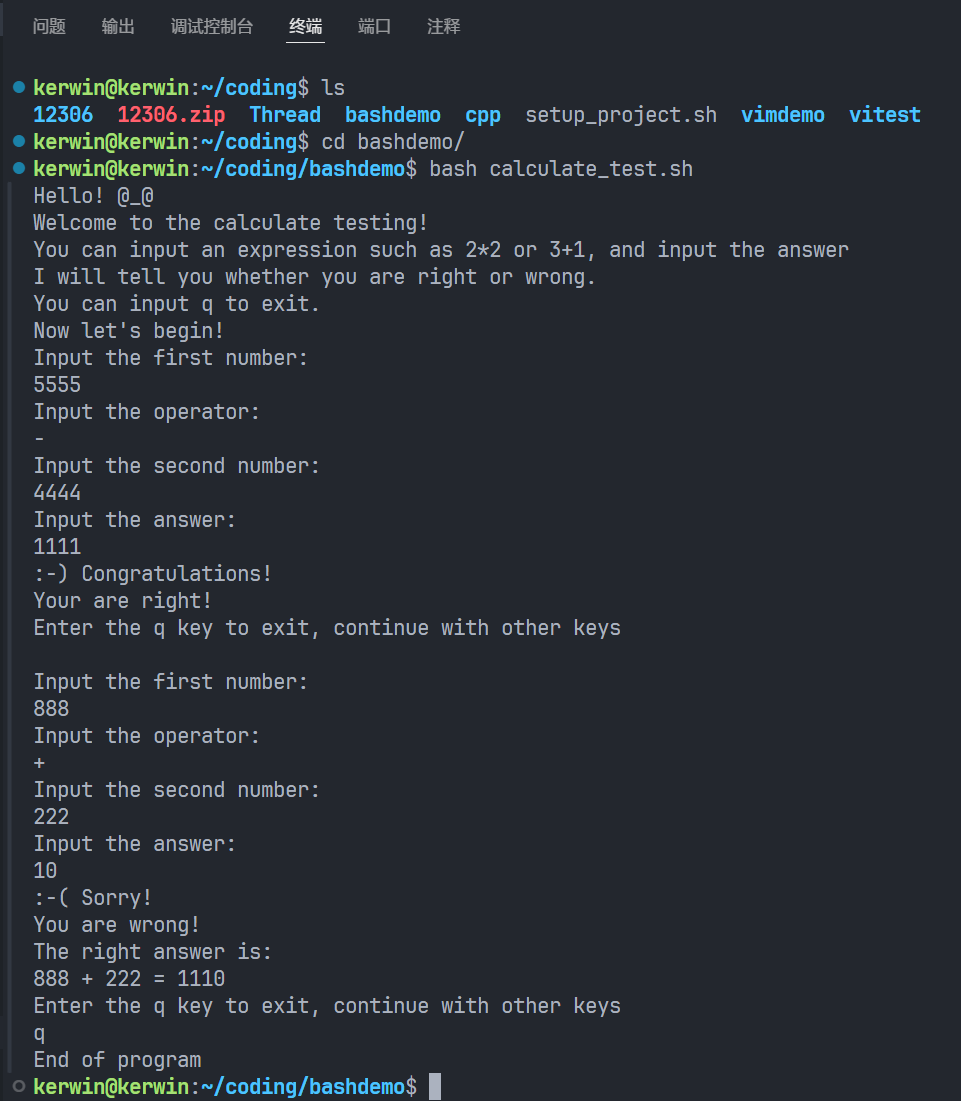 问题 输出 调试控制台 终端 端口 注释
kerwin@kerwin:~/coding$ ls
12306 12306.zip Thread bashdemo cpp setup_project.sh vimdemo vitest
kerwin@kerwin:~/coding$ cd bashdemo/
kerwin@kerwin:~/coding/bashdemo$ bash calculate_test.sh
Hello! @_@
Welcome to the calculate testing!
You can input an expression such as 2*2 or 3+1, and input the answer
I will tell you whether you are right or wrong.
You can input q to exit.
Now let's begin!
Input the first number:
5555
Input the operator:
-
Input the second number:
4444
Input the answer:
1111
:-) Congratulations!
Your are right!
Enter the q key to exit, continue with other keys
Input the first number:
888
Input the operator:
+
Input the second number:
222
Input the answer:
10
:-( Sorry!
You are wrong!
The right answer is:
888 + 222 = 1110
Enter the q key to exit, continue with other keys
q
End of program
kerwin@kerwin:~/coding/bashdemo$